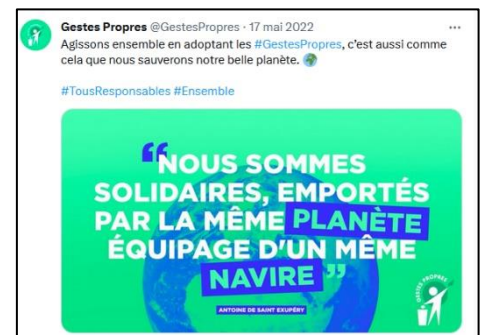 Gestes Propres @GestesPropres · 17 mai 2022 ...
Agissons ensemble en adoptant les #GestesPropres, c'est aussi comme
cela que nous sauverons notre belle planète. 🌍
#TousResponsables #Ensemble
“NOUS SOMMES
SOLIDAIRES, EMPORTÉS
PAR LA MÊME PLANÈTE
ÉQUIPAGE D'UN MÊME
NAVIRE ”
ANTOINE DE SAINT EXUPÉRY
GESTES PROPRES